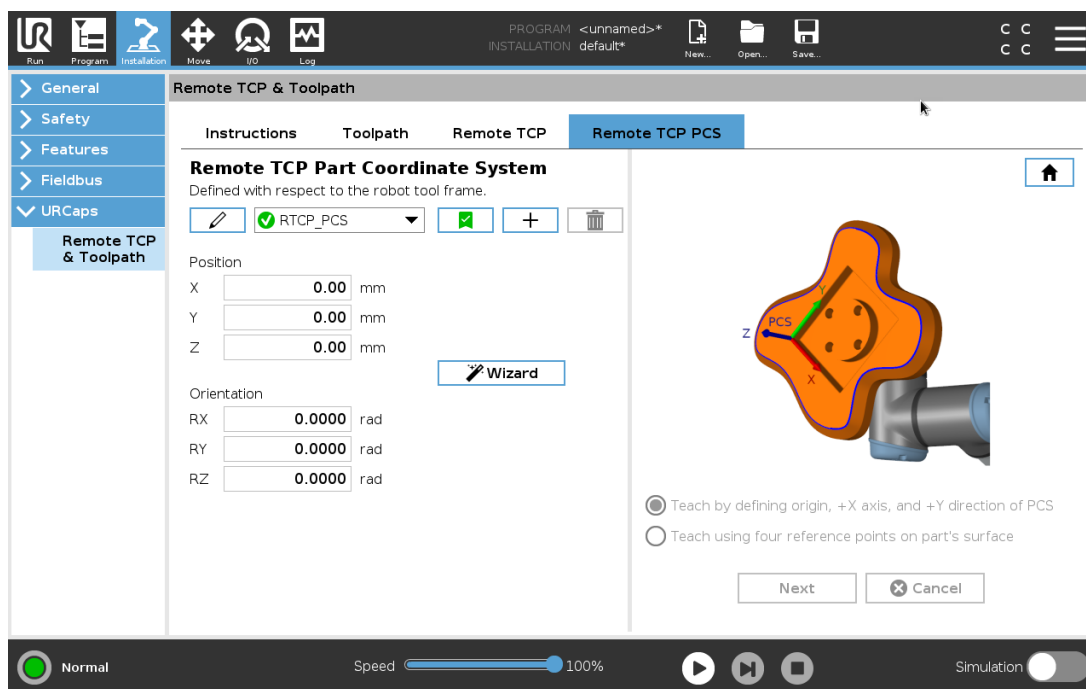 UR
PROGRAM <unnamed>*
INSTALLATION default*
C C
C C
Run Program Installation Move I/O Log New... Open... Save...
General
Safety
Features
Fieldbus
URCaps
Remote TCP
& Toolpath
Remote TCP & Toolpath
Instructions Toolpath Remote TCP Remote TCP PCS
Remote TCP Part Coordinate System
Defined with respect to the robot tool frame.
RTCP_PCS
Position
X 0.00 mm
Y 0.00 mm
Z 0.00 mm
Wizard
Orientation
RX 0.0000 rad
RY 0.0000 rad
RZ 0.0000 rad
Y
PCS
Z
X
Teach by defining origin, +X axis, and +Y direction of PCS
Teach using four reference points on part's surface
Next Cancel
Normal Speed 100% Simulation